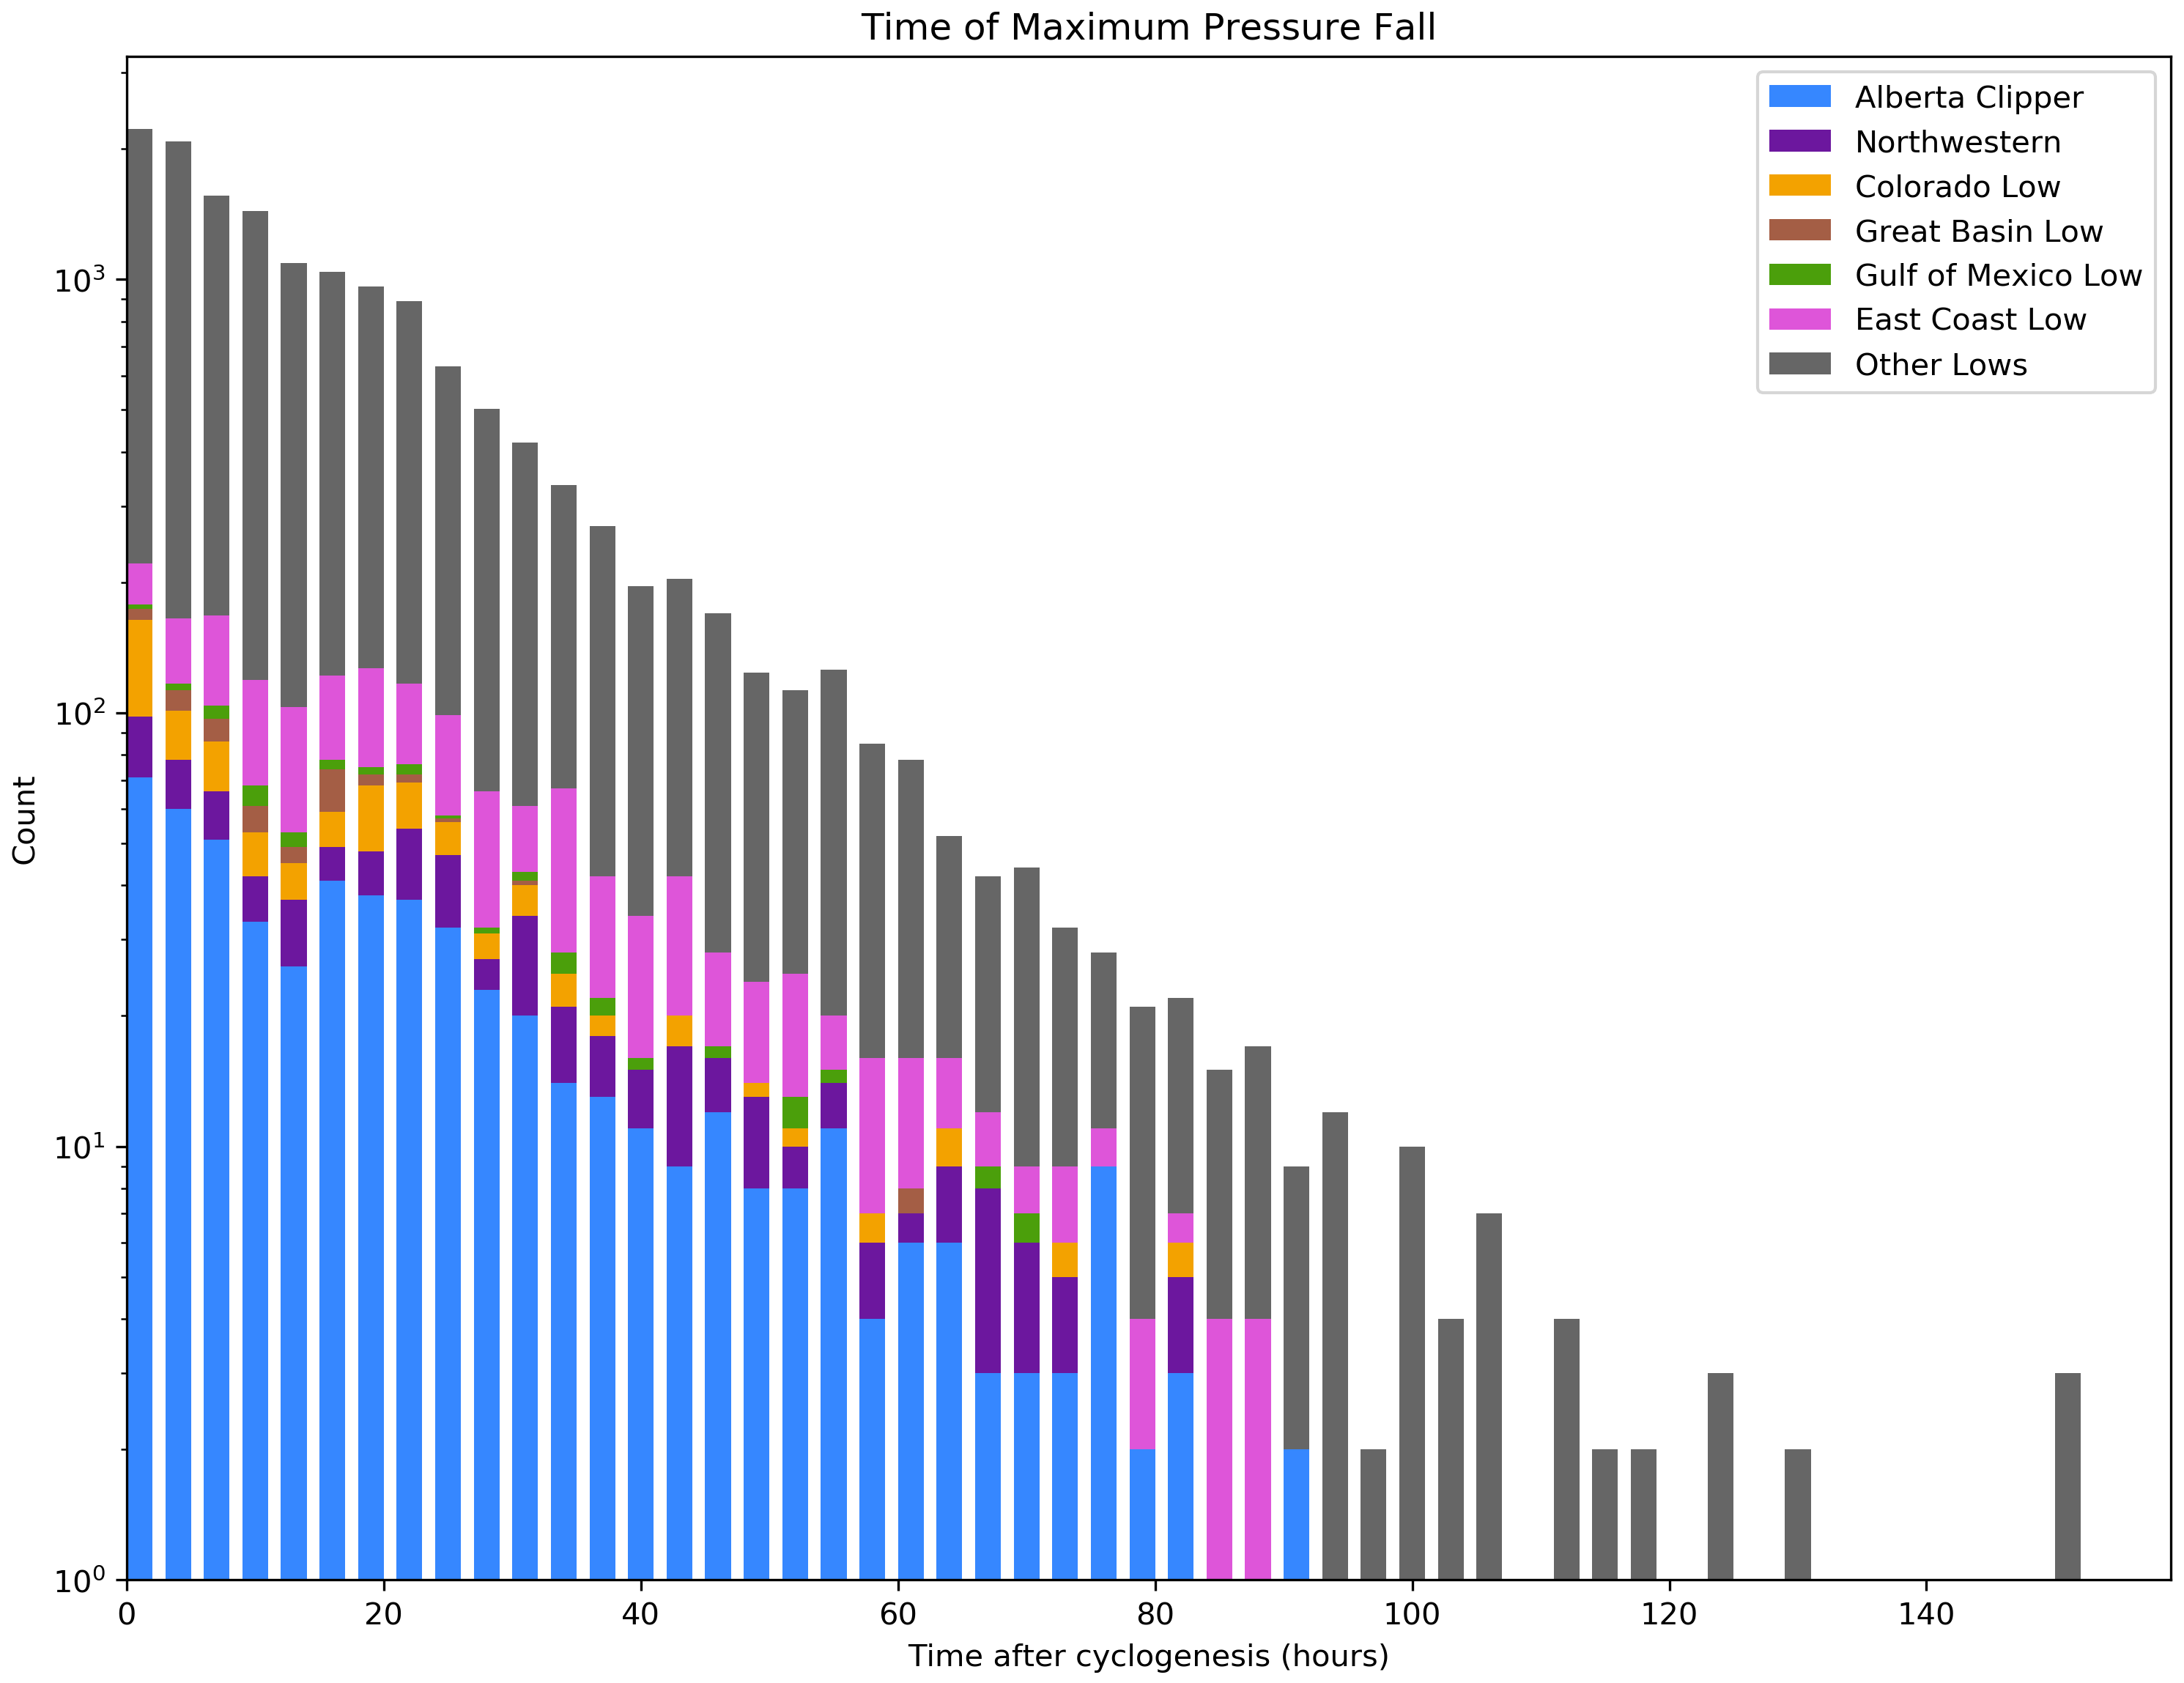 Time of Maximum Pressure Fall
Alberta Clipper
Northwestern
Colorado Low
Great Basin Low
Gulf of Mexico Low
East Coast Low
Other Lows
Count
10³
10²
10¹
10⁰
0 20 40 60 80 100 120 140
Time after cyclogenesis (hours)